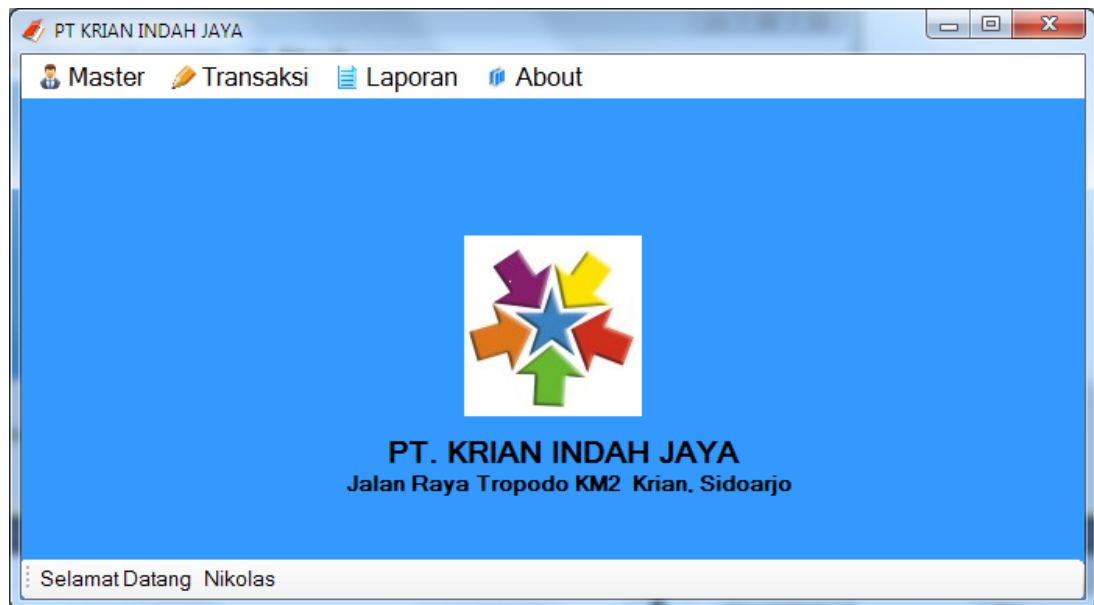 PT KRIAN INDAH JAYA
Master Transaksi Laporan About
PT. KRIAN INDAH JAYA
Jalan Raya Tropodo KM2 Krian, Sidoarjo
Selamat Datang Nikolas